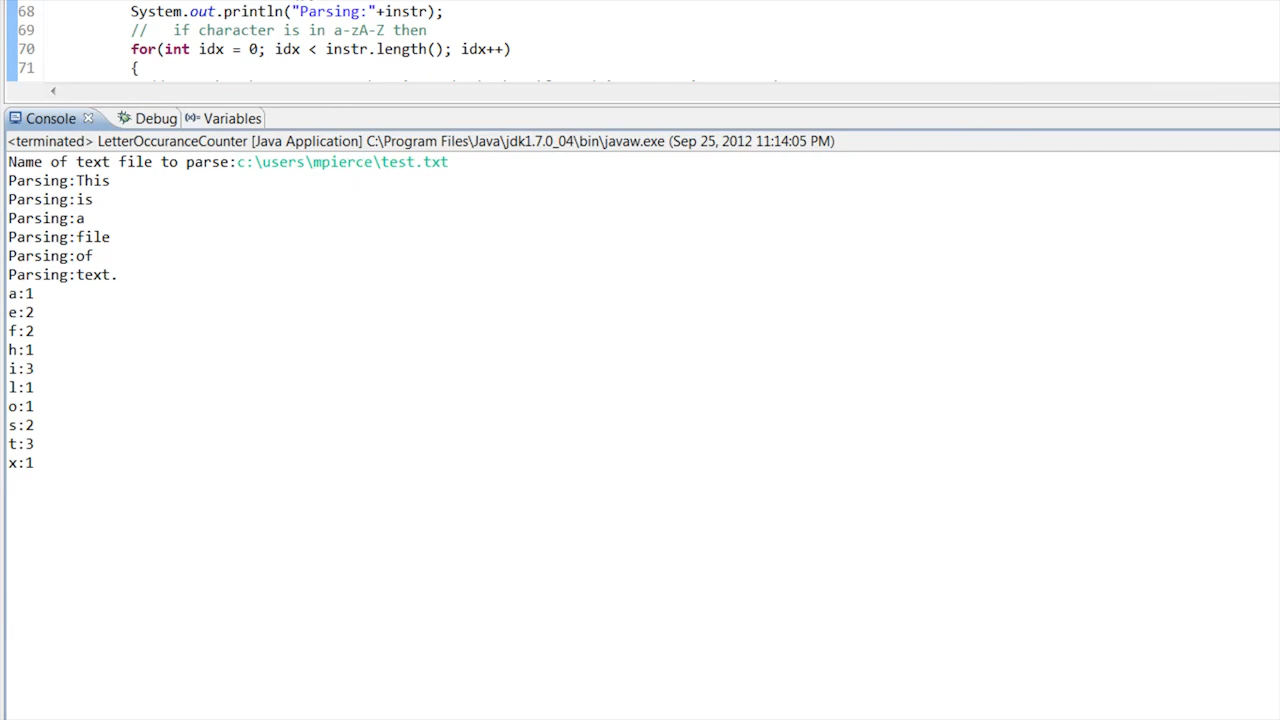 68 System.out.println("Parsing:"+instr);
69 // if character is in a-zA-Z then
70 for(int idx = 0; idx < instr.length(); idx++)
71 {
Console Debug Variables
<terminated> LetterOccuranceCounter [Java Application] C:\Program Files\Java\jdk1.7.0_04\bin\javaw.exe (Sep 25, 2012 11:14:05 PM)
Name of text file to parse:c:\users\mpierce\test.txt
Parsing:This
Parsing:is
Parsing:a
Parsing:file
Parsing:of
Parsing:text.
a:1
e:2
f:2
h:1
i:3
l:1
o:1
s:2
t:3
x:1